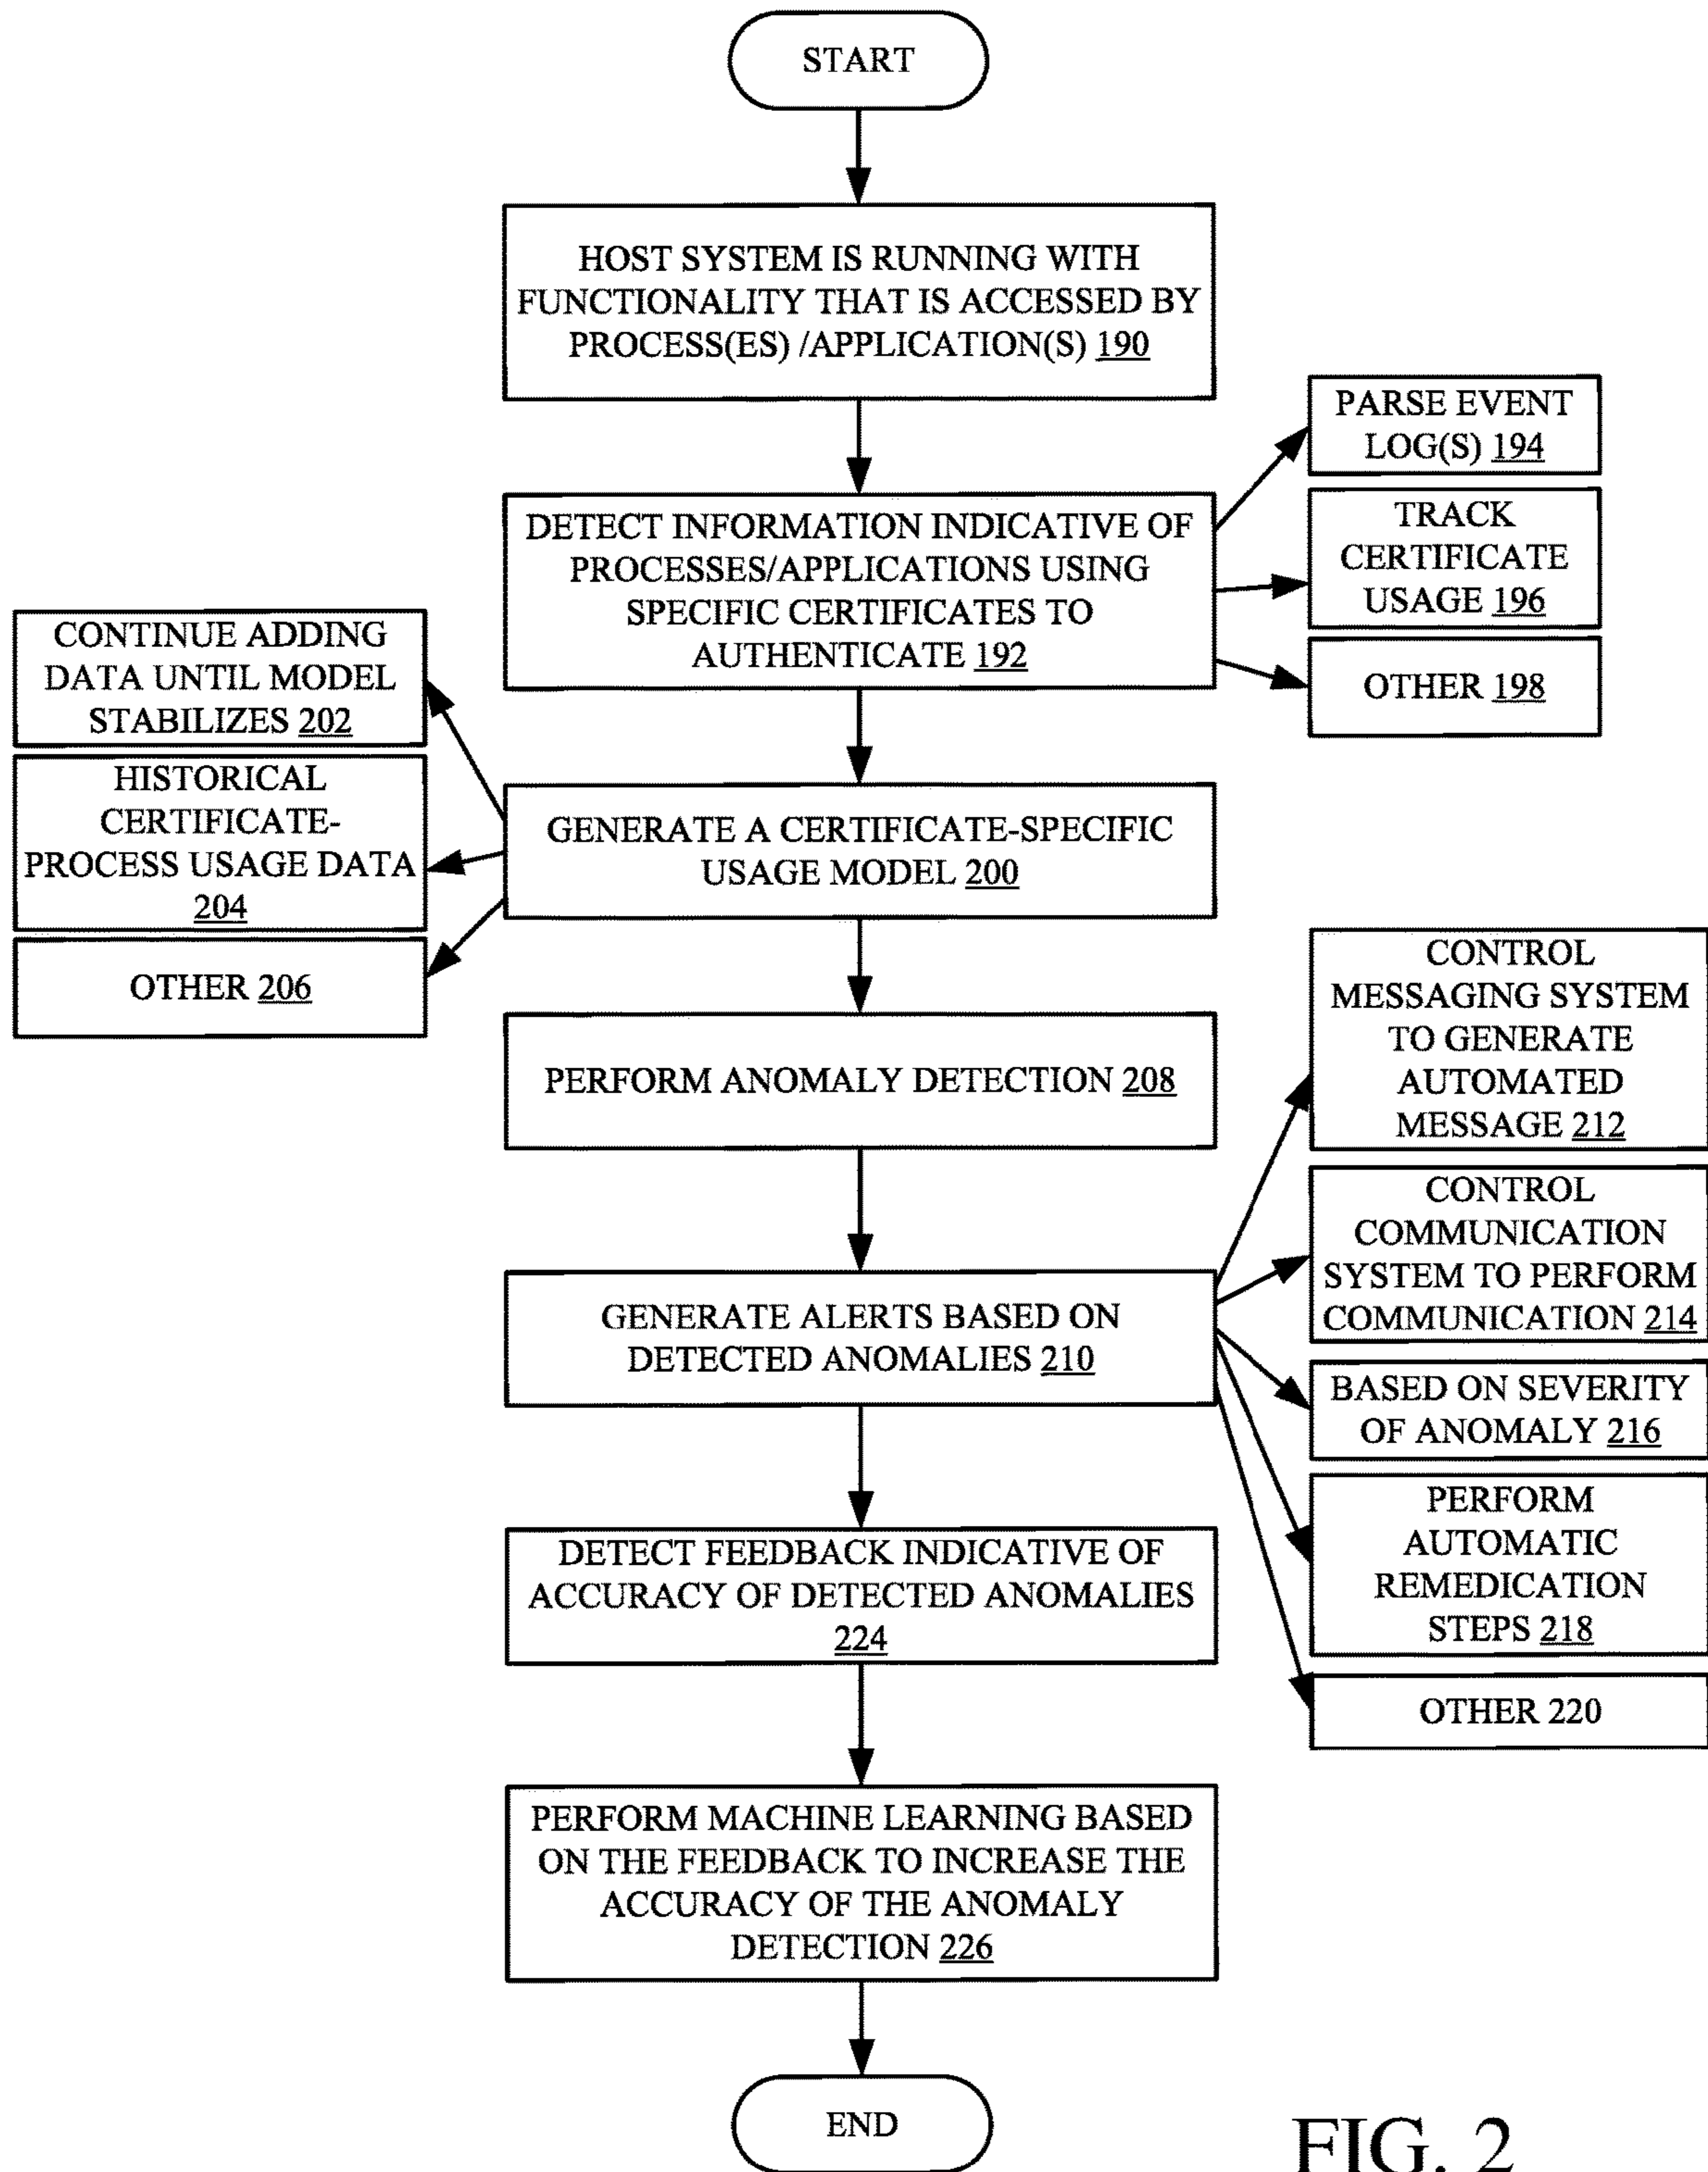 START
HOST SYSTEM IS RUNNING WITH
FUNCTIONALITY THAT IS ACCESSED BY
PROCESS(ES) /APPLICATION(S) 190
DETECT INFORMATION INDICATIVE OF
PROCESSES/APPLICATIONS USING
SPECIFIC CERTIFICATES TO
AUTHENTICATE 192
PARSE EVENT
LOG(S) 194
TRACK
CERTIFICATE
USAGE 196
OTHER 198
GENERATE A CERTIFICATE-SPECIFIC
USAGE MODEL 200
CONTINUE ADDING
DATA UNTIL MODEL
STABILIZES 202
HISTORICAL
CERTIFICATE-
PROCESS USAGE DATA
204
OTHER 206
PERFORM ANOMALY DETECTION 208
GENERATE ALERTS BASED ON
DETECTED ANOMALIES 210
CONTROL
MESSAGING SYSTEM
TO GENERATE
AUTOMATED
MESSAGE 212
CONTROL
COMMUNICATION
SYSTEM TO PERFORM
COMMUNICATION 214
BASED ON SEVERITY
OF ANOMALY 216
PERFORM
AUTOMATIC
REMEDICATION
STEPS 218
OTHER 220
DETECT FEEDBACK INDICATIVE OF
ACCURACY OF DETECTED ANOMALIES
224
PERFORM MACHINE LEARNING BASED
ON THE FEEDBACK TO INCREASE THE
ACCURACY OF THE ANOMALY
DETECTION 226
END
FIG. 2